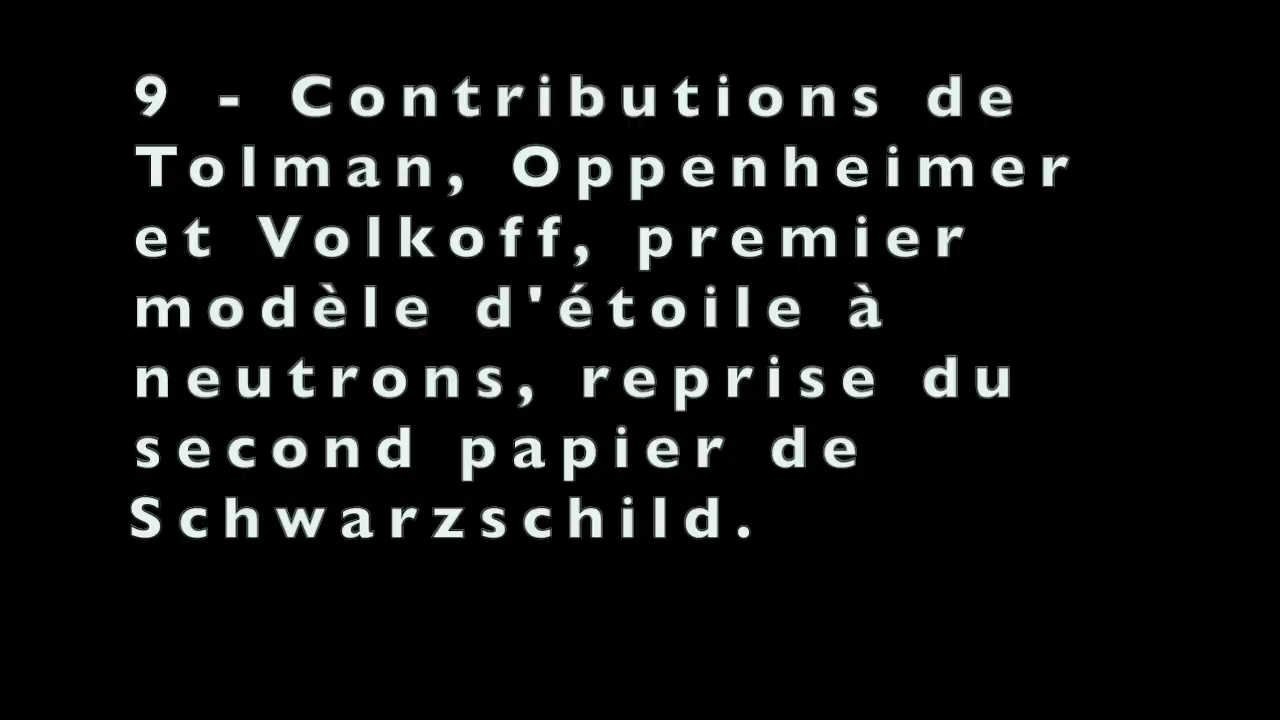 9 - Contributions de
Tolman, Oppenheimer
et Volkoff, premier
modèle d'étoile à
neutrons, reprise du
second papier de
Schwarzschild.